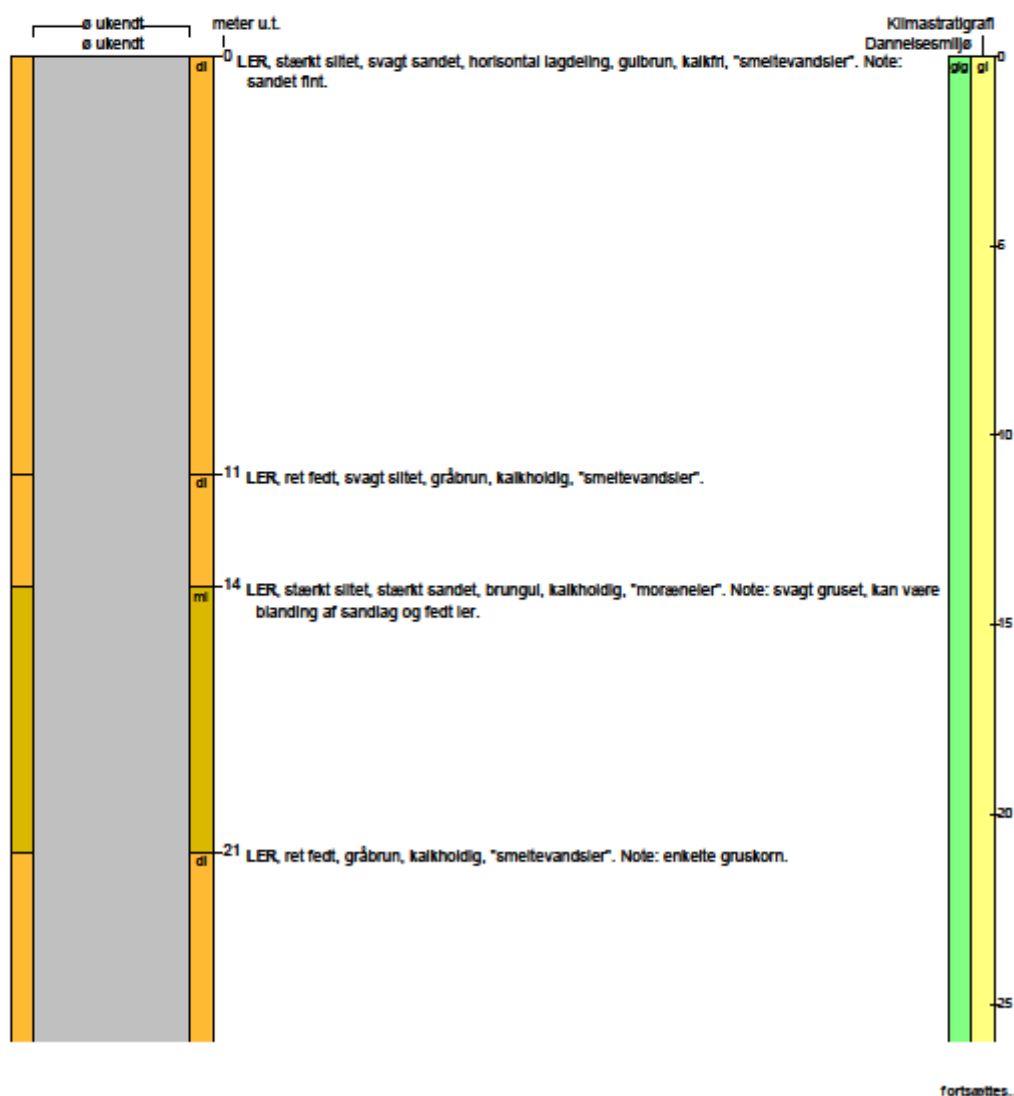 ø ukendt
ø ukendt
meter u.t.
Klimastratigrafi
Dannelsesmiljø
0 LER, stærkt siltet, svagt sandet, horisontal lagdeling, gulbrun, kalkfri, "smeltevandsler". Note:
sandet fint.
dl
glg gl
0
5
10
11 LER, ret fedt, svagt siltet, gråbrun, kalkholdig, "smeltevandsler".
dl
14 LER, stærkt siltet, stærkt sandet, brungul, kalkholdig, "moræneler". Note: svagt gruset, kan være
blanding af sandlag og fedt ler.
ml
15
20
21 LER, ret fedt, gråbrun, kalkholdig, "smeltevandsler". Note: enkelte gruskorn.
dl
25
fortsættes..